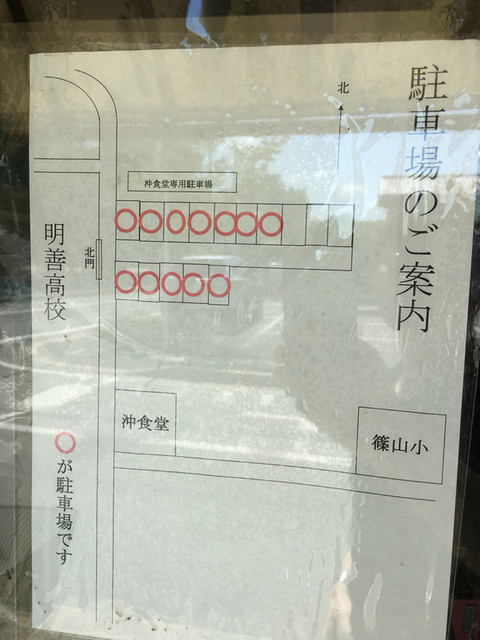 駐車場のご案内
北
沖食堂専用駐車場
明善高校
北門
沖食堂
篠山小
○が駐車場です